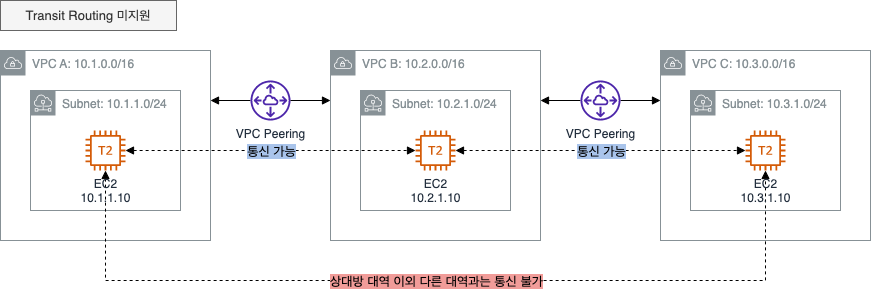 Transit Routing 미지원
VPC A: 10.1.0.0/16
VPC B: 10.2.0.0/16
VPC C: 10.3.0.0/16
Subnet: 10.1.1.0/24
Subnet: 10.2.1.0/24
Subnet: 10.3.1.0/24
VPC Peering
VPC Peering
통신 가능
통신 가능
T2
T2
T2
EC2
10.1.1.10
EC2
10.2.1.10
EC2
10.3.1.10
상대방 대역 이외 다른 대역과는 통신 불가